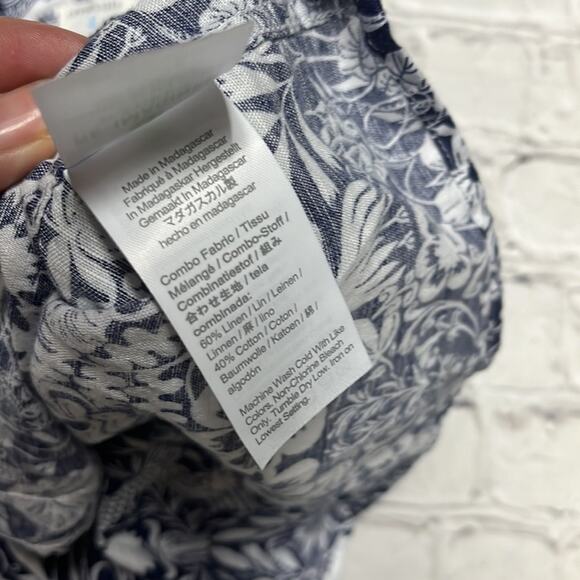 Made in Madagascar
Fabriqué à Madagascar
In Madagaskar Hergestellt
Gemaakt in Madagascar
マダガスカル製
hecho en madagascar
Combo Fabric / Tissu
Mélangé / Combo-Stoff /
Combinatiestof / 組み
合わせ生地 / tela
combinada:
60% Linen / Lin / Leinen /
Linnen / 麻 / lino
40% Cotton / Coton /
Baumwolle / Katoen / 綿 /
algodón
Machine Wash Cold With Like
Colors. Non-Chlorine Bleach
Only. Tumble Dry Low. Iron on
Lowest Setting.